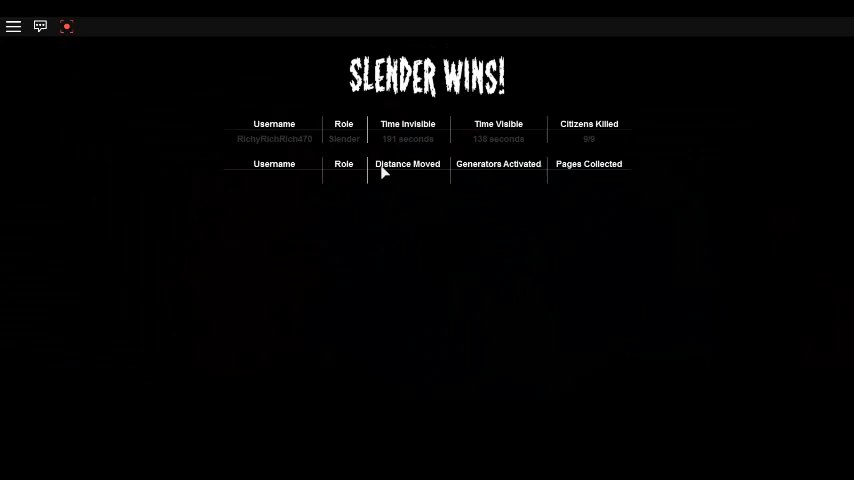 SLENDER WINS!
Username Role Time Invisible Time Visible Citizens Killed
RichyRichRich470 Slender 191 seconds 138 seconds 9/9
Username Role Distance Moved Generators Activated Pages Collected